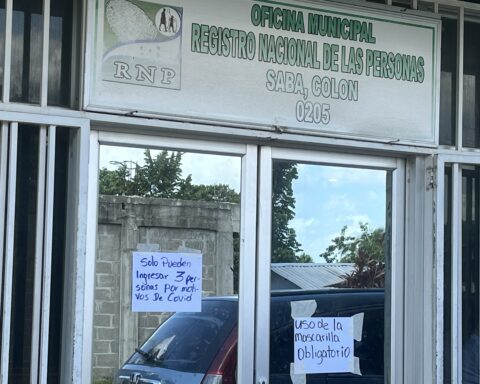 OFICINA MUNICIPAL
REGISTRO NACIONAL DE LAS PERSONAS
SABA, COLON
0205
RNP
Solo Pueden
Ingresar 3 per-
sonas Por moti-
vos De Covid
uso de la
mascarilla
Obligatorio